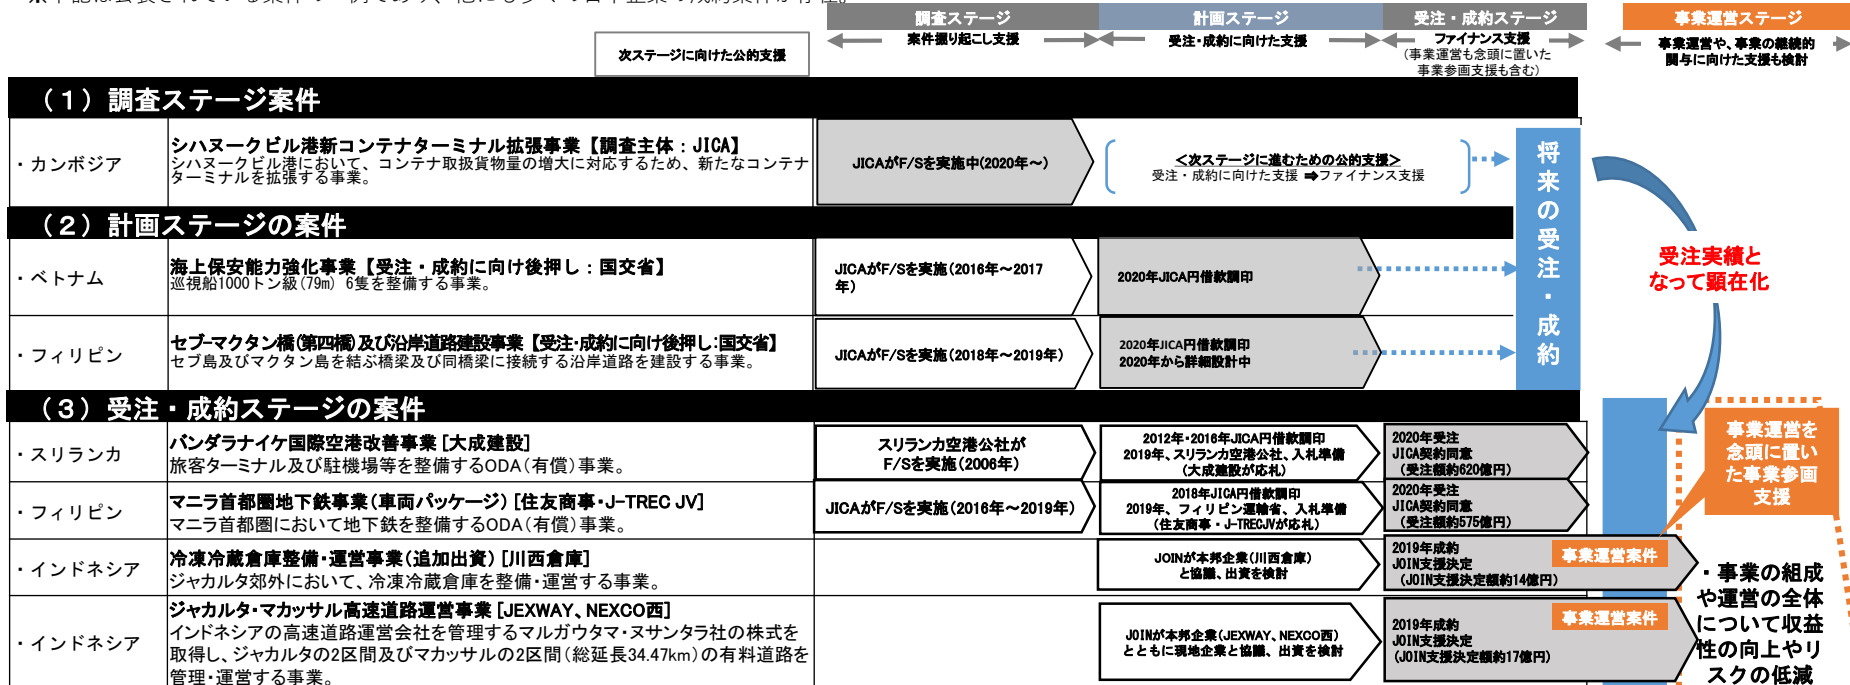 ※下記は公表されている案件の一例であり、他にも多くの日本企業の成約案件が存在。
調査ステージ
計画ステージ
受注・成約ステージ
事業運営ステージ
次ステージに向けた公的支援
案件掘り起こし支援
受注・成約に向けた支援
ファイナンス支援
(事業運営も念頭に置いた
事業参画支援も含む)
事業運営や、事業の継続的
関与に向けた支援も検討
（１）調査ステージ案件
・カンボジア
シハヌークビル港新コンテナターミナル拡張事業【調査主体：JICA】
シハヌークビル港において、コンテナ取扱貨物量の増大に対応するため、新たなコンテナ
ターミナルを拡張する事業。
JICAがF/Sを実施中(2020年～)
＜次ステージに進むための公的支援＞
受注・成約に向けた支援 ➡ファイナンス支援
将来の受注・成約
（２）計画ステージの案件
・ベトナム
海上保安能力強化事業【受注・成約に向け後押し：国交省】
巡視船1000トン級(79m) 6隻を整備する事業。
JICAがF/Sを実施(2016年～2017
年)
2020年JICA円借款調印
・フィリピン
セブ-マクタン橋(第四橋)及び沿岸道路建設事業【受注・成約に向け後押し:国交省】
セブ島及びマクタン島を結ぶ橋梁及び同橋梁に接続する沿岸道路を建設する事業。
JICAがF/Sを実施(2018年～2019年)
2020年JICA円借款調印
2020年から詳細設計中
受注実績と
なって顕在化
（３）受注・成約ステージの案件
・スリランカ
バンダラナイケ国際空港改善事業［大成建設］
旅客ターミナル及び駐機場等を整備するODA(有償)事業。
スリランカ空港公社が
F/Sを実施(2006年)
2012年・2016年JICA円借款調印
2019年、スリランカ空港公社、入札準備
(大成建設が応札)
2020年受注
JICA契約同意
(受注額約620億円)
・フィリピン
マニラ首都圏地下鉄事業(車両パッケージ)［住友商事・J-TREC JV］
マニラ首都圏において地下鉄を整備するODA(有償)事業。
JICAがF/Sを実施(2016年～2019年)
2018年JICA円借款調印
2019年、フィリピン運輸省、入札準備
(住友商事・J-TRECJVが応札)
2020年受注
JICA契約同意
(受注額約575億円)
・インドネシア
冷凍冷蔵倉庫整備・運営事業(追加出資)［川西倉庫］
ジャカルタ郊外において、冷凍冷蔵倉庫を整備・運営する事業。
JOINが本邦企業(川西倉庫)
と協議、出資を検討
2019年成約
JOIN支援決定
(JOIN支援決定額約14億円)
事業運営案件
・インドネシア
ジャカルタ・マカッサル高速道路運営事業［JEXWAY、NEXCO西］
インドネシアの高速道路運営会社を管理するマルガウタマ・ヌサンタラ社の株式を
取得し、ジャカルタの2区間及びマカッサルの2区間(総延長34.47km)の有料道路を
管理・運営する事業。
JOINが本邦企業(JEXWAY、NEXCO西)
とともに現地企業と協議、出資を検討
2019年成約
JOIN支援決定
(JOIN支援決定額約17億円)
事業運営案件
事業運営を
念頭に置い
た事業参画
支援
・事業の組成
や運営の全体
について収益
性の向上やリ
スクの低減